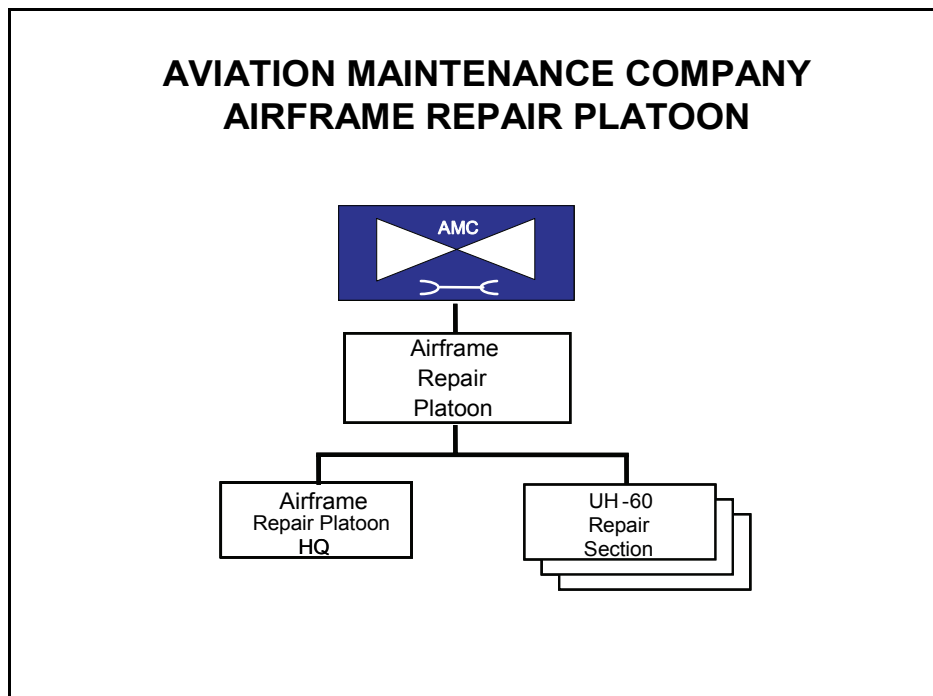 AVIATION MAINTENANCE COMPANY
AIRFRAME REPAIR PLATOON
AMC
Airframe
Repair
Platoon
Airframe
Repair Platoon
HQ
UH-60
Repair
Section